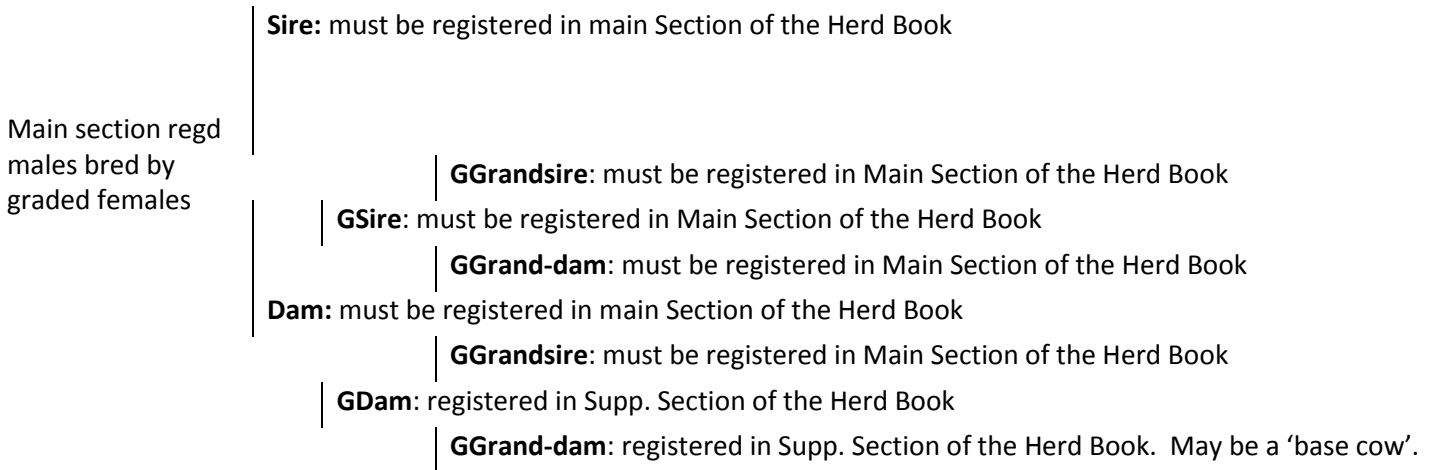 Sire: must be registered in main Section of the Herd Book
Main section regd
males bred by
graded females
GGrandsire: must be registered in Main Section of the Herd Book
GSire: must be registered in Main Section of the Herd Book
GGrand-dam: must be registered in Main Section of the Herd Book
Dam: must be registered in main Section of the Herd Book
GGrandsire: must be registered in Main Section of the Herd Book
GDam: registered in Supp. Section of the Herd Book
GGrand-dam: registered in Supp. Section of the Herd Book.  May be a ‘base cow’.